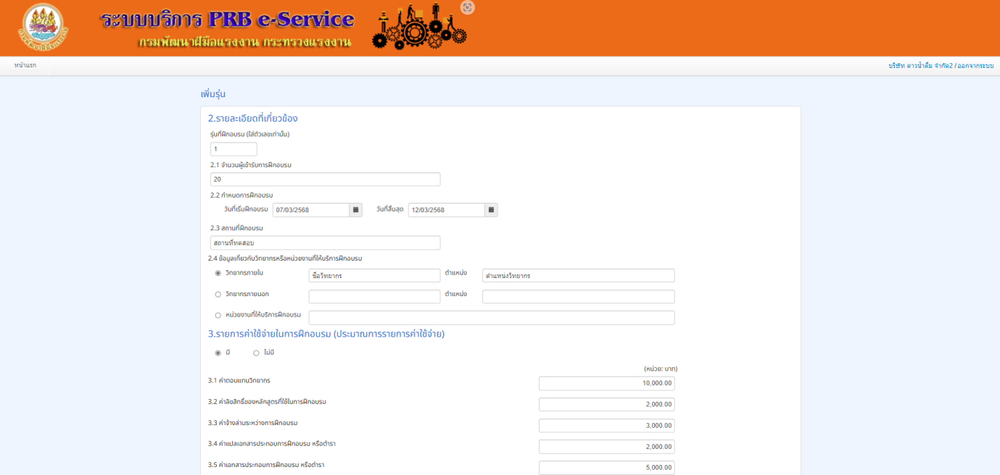 ระบบบริการ PRB e-Service
กรมพัฒนาฝีมือแรงงาน กระทรวงแรงงาน
หน้าแรก
บริษัท ดาวน้ำดื่ม จำกัด2 / ออกจากระบบ
เพิ่มรุ่น
2.รายละเอียดที่เกี่ยวข้อง
รุ่นที่ฝึกอบรม (ใส่ตัวเลขเท่านั้น)
1
2.1 จำนวนผู้เข้ารับการฝึกอบรม
20
2.2 กำหนดการฝึกอบรม
วันที่เริ่มฝึกอบรม 07/03/2568 วันที่สิ้นสุด 12/03/2568
2.3 สถานที่ฝึกอบรม
สถานที่ทดสอบ
2.4 ข้อมูลเกี่ยวกับวิทยากรหรือหน่วยงานที่ให้บริการฝึกอบรม
วิทยากรภายใน ชื่อวิทยากร ตำแหน่ง ตำแหน่งวิทยากร
วิทยากรภายนอก ตำแหน่ง
หน่วยงานที่ให้บริการฝึกอบรม
3.รายการค่าใช้จ่ายในการฝึกอบรม (ประมาณการรายการค่าใช้จ่าย)
มี ไม่มี
(หน่วย: บาท)
3.1 ค่าตอบแทนวิทยากร 10,000.00
3.2 ค่าลิขสิทธิ์ของหลักสูตรที่ใช้ในการฝึกอบรม 2,000.00
3.3 ค่าจ้างล่ามระหว่างการฝึกอบรม 3,000.00
3.4 ค่าแปลเอกสารประกอบการฝึกอบรม หรือตำรา 2,000.00
3.5 ค่าเอกสารประกอบการฝึกอบรม หรือตำรา 5,000.00